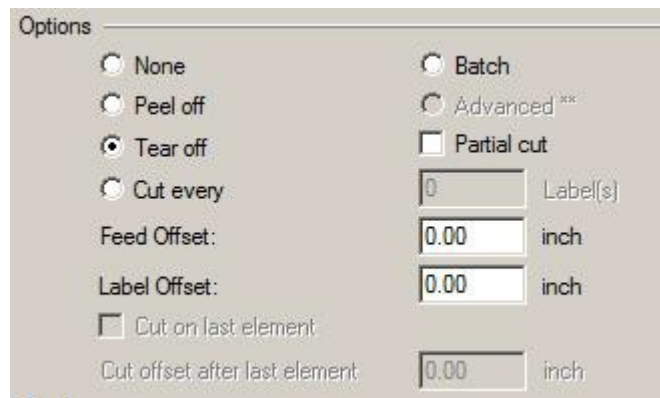 Options
None Batch
Peel off Advanced **
Tear off Partial cut
Cut every 0 Label(s)
Feed Offset: 0.00 inch
Label Offset: 0.00 inch
Cut on last element
Cut offset after last element 0.00 inch